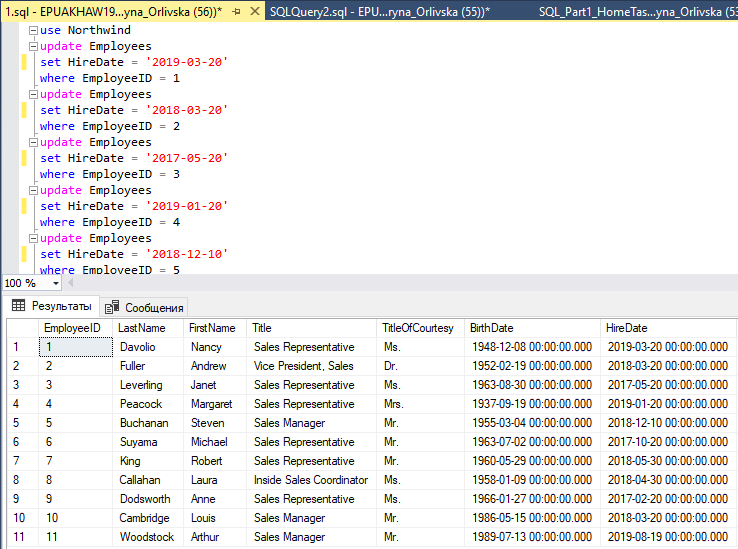 1.sql - EPUAKHAW19...yna_Orlivska (56))* SQLQuery2.sql - EPU...ryna_Orlivska (55))* SQL_Part1_HomeTas...yna_Orlivska (53
use Northwind
update Employees
set HireDate = '2019-03-20'
where EmployeeID = 1
update Employees
set HireDate = '2018-03-20'
where EmployeeID = 2
update Employees
set HireDate = '2017-05-20'
where EmployeeID = 3
update Employees
set HireDate = '2019-01-20'
where EmployeeID = 4
update Employees
set HireDate = '2018-12-10'
where EmployeeID = 5
100 %
Результаты Сообщения
EmployeeID LastName FirstName Title TitleOfCourtesy BirthDate HireDate
1 1 Davolio Nancy Sales Representative Ms. 1948-12-08 00:00:00.000 2019-03-20 00:00:00.000
2 2 Fuller Andrew Vice President, Sales Dr. 1952-02-19 00:00:00.000 2018-03-20 00:00:00.000
3 3 Leverling Janet Sales Representative Ms. 1963-08-30 00:00:00.000 2017-05-20 00:00:00.000
4 4 Peacock Margaret Sales Representative Mrs. 1937-09-19 00:00:00.000 2019-01-20 00:00:00.000
5 5 Buchanan Steven Sales Manager Mr. 1955-03-04 00:00:00.000 2018-12-10 00:00:00.000
6 6 Suyama Michael Sales Representative Mr. 1963-07-02 00:00:00.000 2017-10-20 00:00:00.000
7 7 King Robert Sales Representative Mr. 1960-05-29 00:00:00.000 2018-05-30 00:00:00.000
8 8 Callahan Laura Inside Sales Coordinator Ms. 1958-01-09 00:00:00.000 2018-04-30 00:00:00.000
9 9 Dodsworth Anne Sales Representative Ms. 1966-01-27 00:00:00.000 2017-02-20 00:00:00.000
10 10 Cambridge Louis Sales Manager Mr. 1986-05-15 00:00:00.000 2018-03-20 00:00:00.000
11 11 Woodstock Arthur Sales Manager Mr. 1989-07-13 00:00:00.000 2019-08-19 00:00:00.000